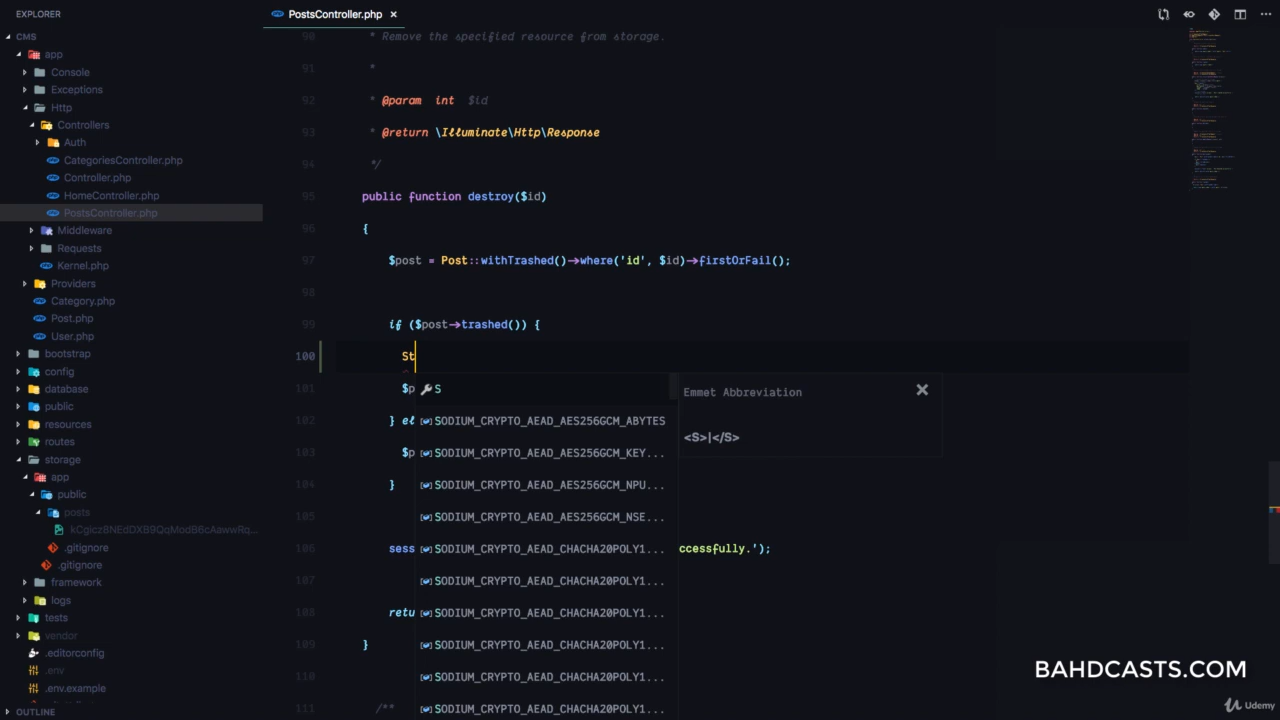 EXPLORER
PostsController.php ×
CMS
app
Console
Exceptions
Http
Controllers
Auth
CategoriesController.php
Controller.php
HomeController.php
PostsController.php
Middleware
Requests
Kernel.php
Providers
Category.php
Post.php
User.php
bootstrap
config
database
public
resources
routes
storage
app
public
posts
kCgicz8NEdDXB9QqModB6cAawwRq...
.gitignore
.gitignore
framework
logs
tests
vendor
.editorconfig
.env
.env.example
OUTLINE
90 * Remove the specified resource from storage.
91 *
92 * @param int $id
93 * @return \Illuminate\Http\Response
94 */
95 public function destroy($id)
96 {
97 $post = Post::withTrashed()->where('id', $id)->firstOrFail();
98
99 if ($post->trashed()) {
100 St
101 $p
102 } el
103 $p
104 }
105
106 sess ccessfully.');
107
108 retu
109 }
110
111 /**
S
SODIUM_CRYPTO_AEAD_AES256GCM_ABYTES
SODIUM_CRYPTO_AEAD_AES256GCM_KEY...
SODIUM_CRYPTO_AEAD_AES256GCM_NPU...
SODIUM_CRYPTO_AEAD_AES256GCM_NSE...
SODIUM_CRYPTO_AEAD_CHACHA20POLY1...
SODIUM_CRYPTO_AEAD_CHACHA20POLY1...
SODIUM_CRYPTO_AEAD_CHACHA20POLY1...
SODIUM_CRYPTO_AEAD_CHACHA20POLY1...
SODIUM_CRYPTO_AEAD_CHACHA20POLY1...
SODIUM_CRYPTO_AEAD_CHACHA20POLY1...
Emmet Abbreviation
<S>|</S>
BAHDCASTS.COM
Udemy